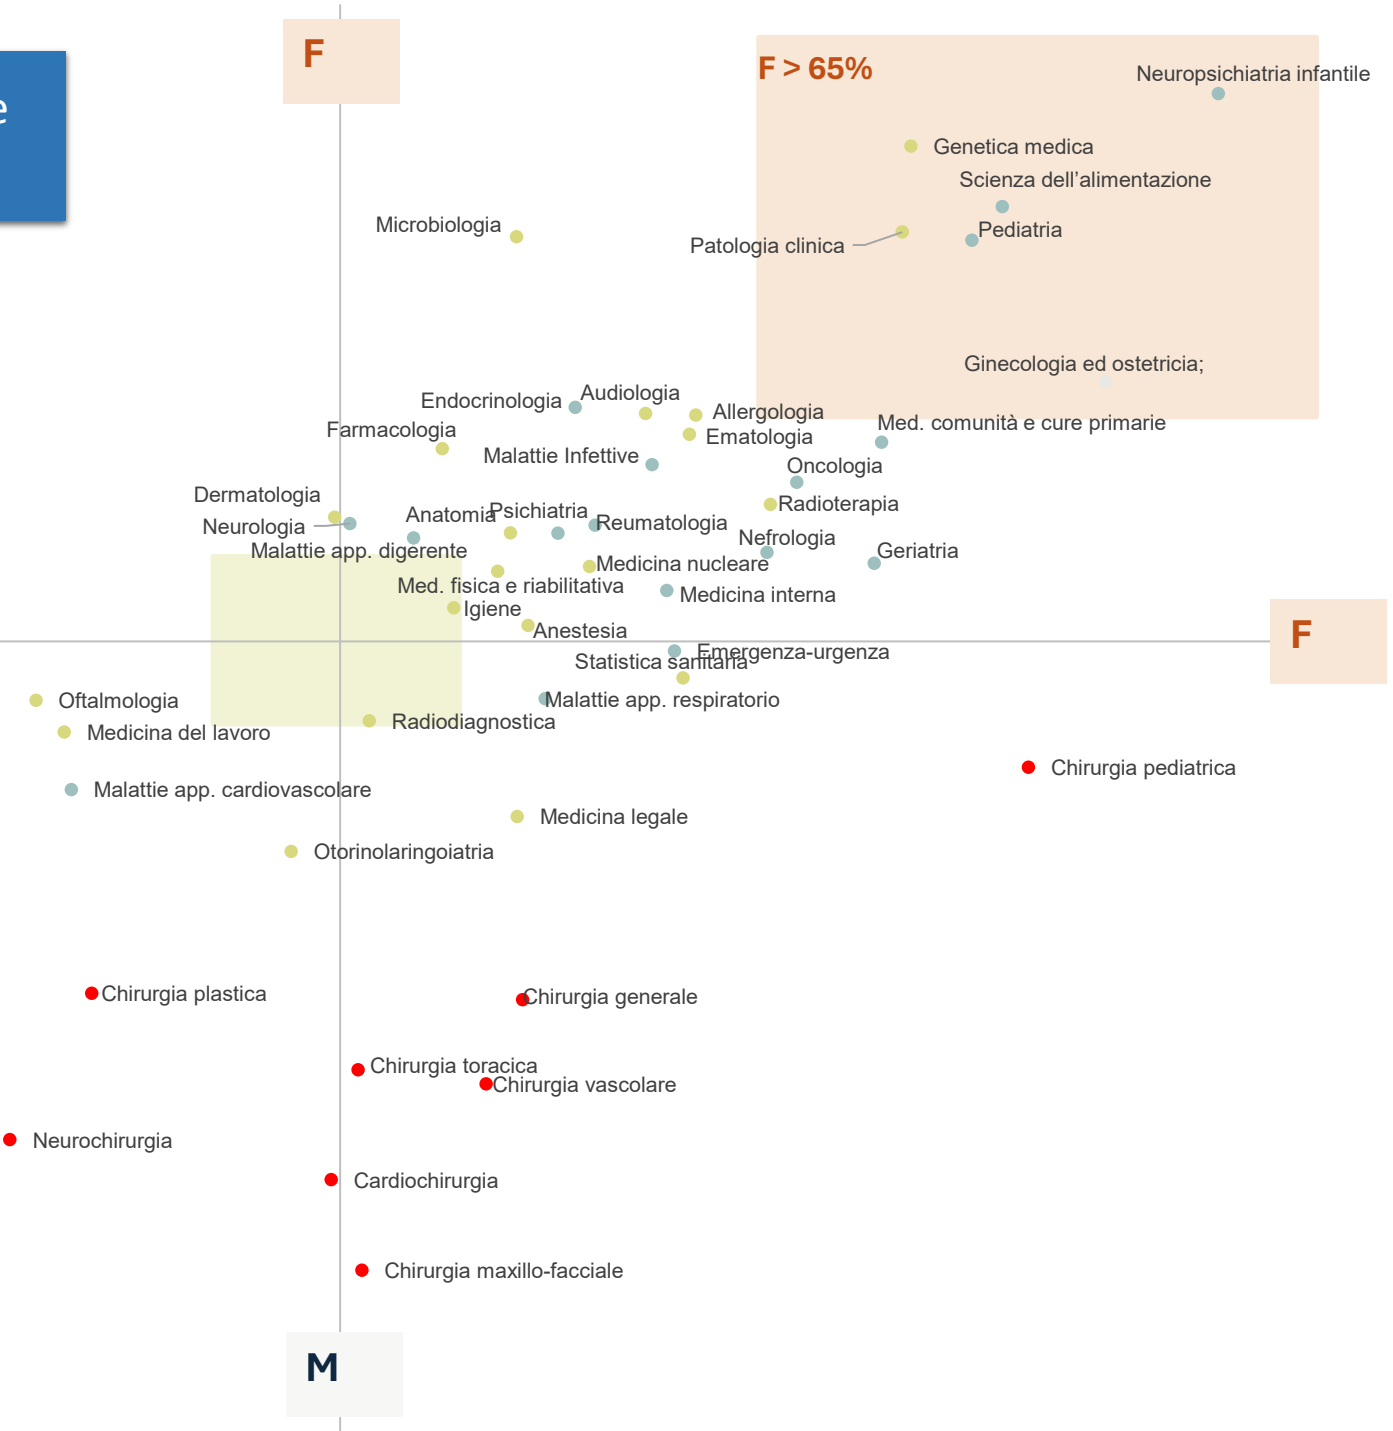 F
e
F > 65%
Neuropsichiatria infantile
Genetica medica
Scienza dell’alimentazione
Microbiologia
Pediatria
Patologia clinica
Ginecologia ed ostetricia;
Endocrinologia
Audiologia
Allergologia
Med. comunità e cure primarie
Farmacologia
Ematologia
Malattie Infettive
Oncologia
Dermatologia
Radioterapia
Anatomia
Psichiatria
Neurologia
Reumatologia
Nefrologia
Malattie app. digerente
Geriatria
Medicina nucleare
Med. fisica e riabilitativa
Medicina interna
Igiene
Anestesia
F
Emergenza-urgenza
Statistica sanitaria
Oftalmologia
Malattie app. respiratorio
Radiodiagnostica
Medicina del lavoro
Chirurgia pediatrica
Malattie app. cardiovascolare
Medicina legale
Otorinolaringoiatria
Chirurgia plastica
Chirurgia generale
Chirurgia toracica
Chirurgia vascolare
Neurochirurgia
Cardiochirurgia
Chirurgia maxillo-facciale
M